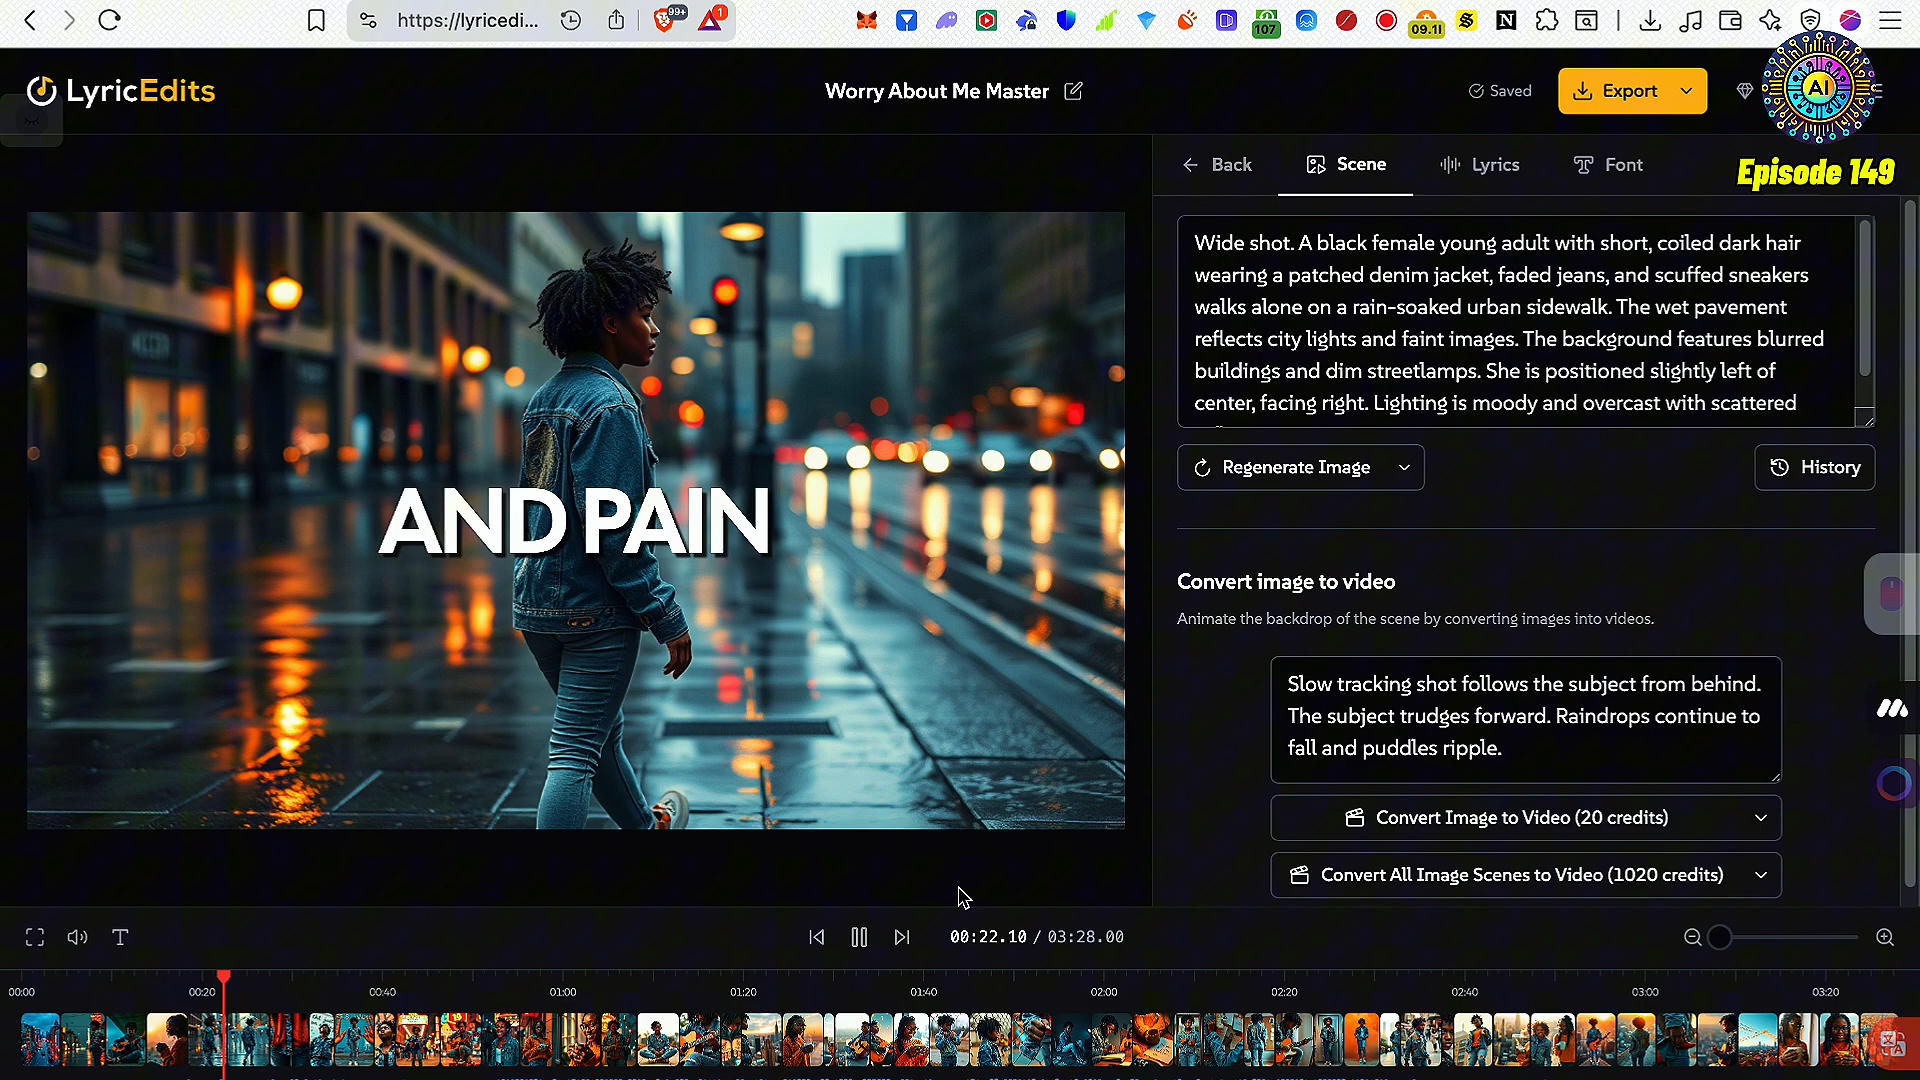 https://lyricedi...
99+
1
107
09.1l
LyricEdits
Worry About Me Master
Saved
Export
AI
Episode 149
Back
Scene
Lyrics
Font
Wide shot. A black female young adult with short, coiled dark hair
wearing a patched denim jacket, faded jeans, and scuffed sneakers
walks alone on a rain-soaked urban sidewalk. The wet pavement
reflects city lights and faint images. The background features blurred
buildings and dim streetlamps. She is positioned slightly left of
center, facing right. Lighting is moody and overcast with scattered
Regenerate Image
History
AND PAIN
Convert image to video
Animate the backdrop of the scene by converting images into videos.
Slow tracking shot follows the subject from behind.
The subject trudges forward. Raindrops continue to
fall and puddles ripple.
Convert Image to Video (20 credits)
Convert All Image Scenes to Video (1020 credits)
00:22.10 / 03:28.00
00:00
00:20
00:40
01:00
01:20
01:40
02:00
02:20
02:40
03:00
03:20